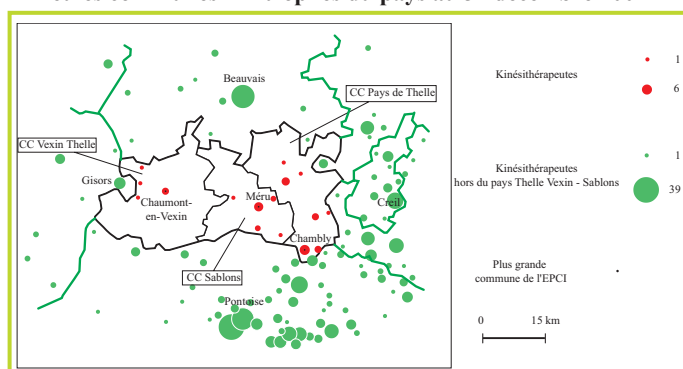 Beauvais
CC Pays de Thelle
CC Vexin Thelle
Gisors
Chaumont-
en-Vexin
Méru
Creil
Chambly
CC Sablons
Pontoise
Kinésithérapeutes
1
6
Kinésithérapeutes
hors du pays Thelle Vexin - Sablons
1
39
Plus grande
commune de l'EPCI
0 15 km